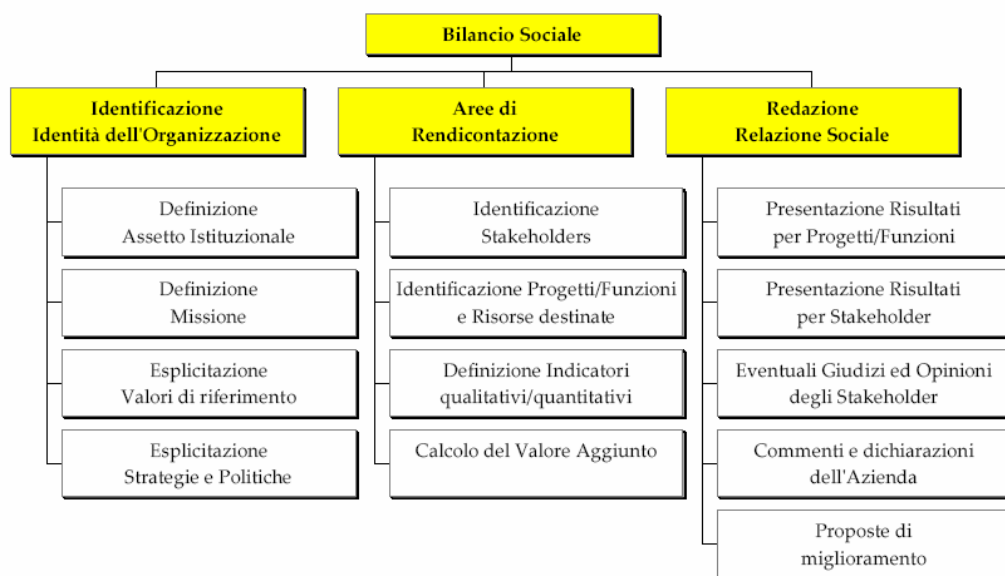 Bilancio Sociale
Identificazione
Identità dell'Organizzazione
Aree di
Rendicontazione
Redazione
Relazione Sociale
Definizione
Assetto Istituzionale
Definizione
Missione
Esplicitazione
Valori di riferimento
Esplicitazione
Strategie e Politiche
Identificazione
Stakeholders
Identificazione Progetti/Funzioni
e Risorse destinate
Definizione Indicatori
qualitativi/quantitativi
Calcolo del Valore Aggiunto
Presentazione Risultati
per Progetti/Funzioni
Presentazione Risultati
per Stakeholder
Eventuali Giudizi ed Opinioni
degli Stakeholder
Commenti e dichiarazioni
dell'Azienda
Proposte di
miglioramento